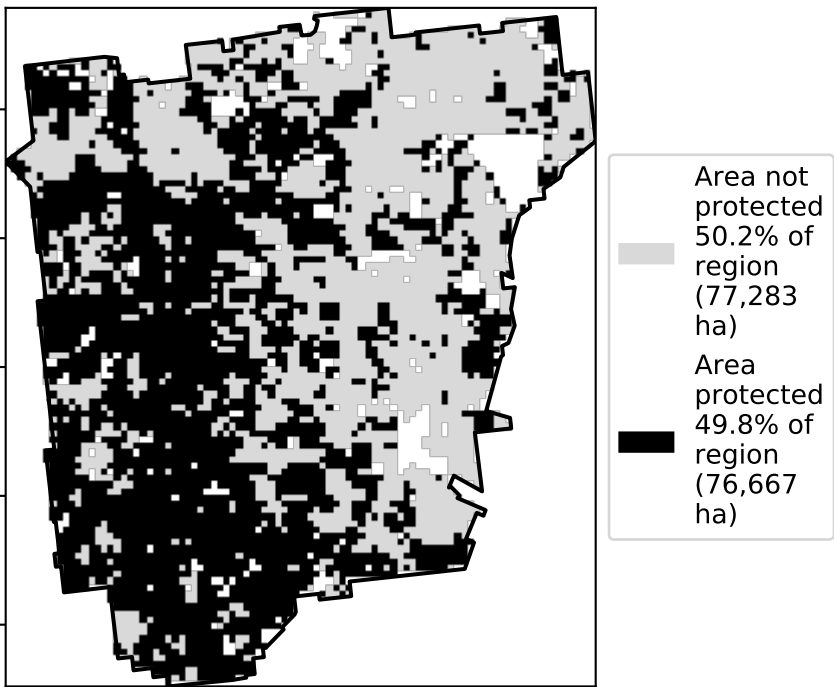 Area not
protected
50.2% of
region
(77,283
ha)
Area
protected
49.8% of
region
(76,667
ha)